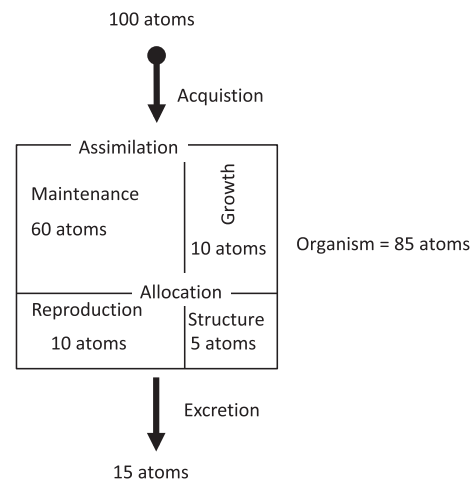 100 atoms
Acquistion
Assimilation
Maintenance
60 atoms
Growth
10 atoms
Organism = 85 atoms
Allocation
Reproduction
10 atoms
Structure
5 atoms
Excretion
15 atoms